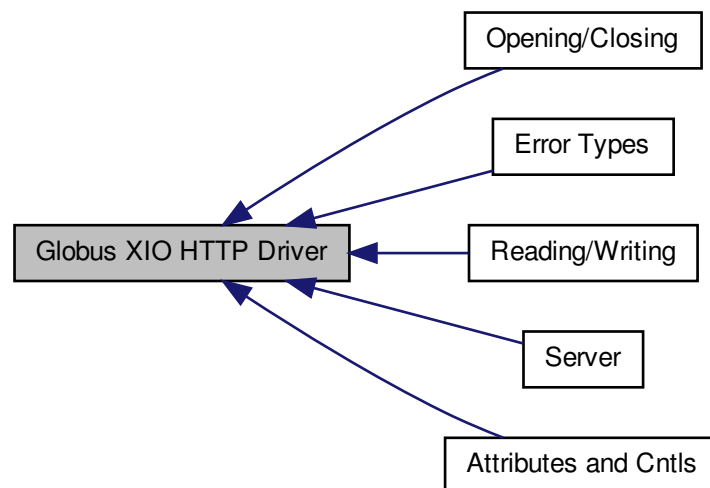 Opening/Closing
Error Types
Globus XIO HTTP Driver
Reading/Writing
Server
Attributes and Cntls